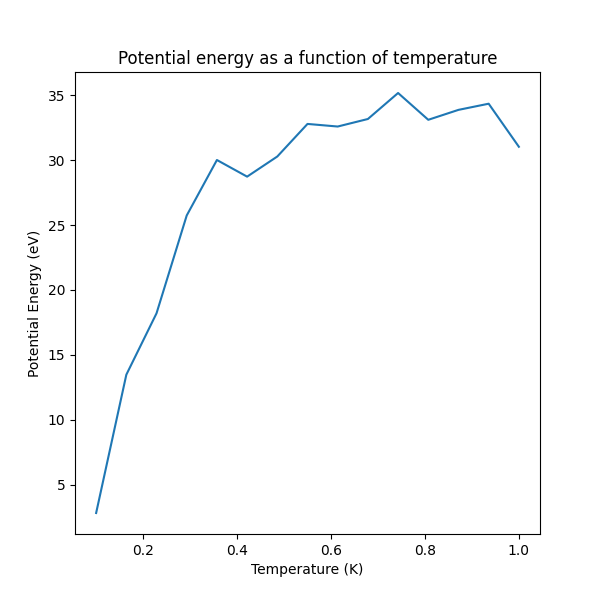 Potential energy as a function of temperature
Potential Energy (eV)
35
30
25
20
15
10
5
0.2 0.4 0.6 0.8 1.0
Temperature (K)